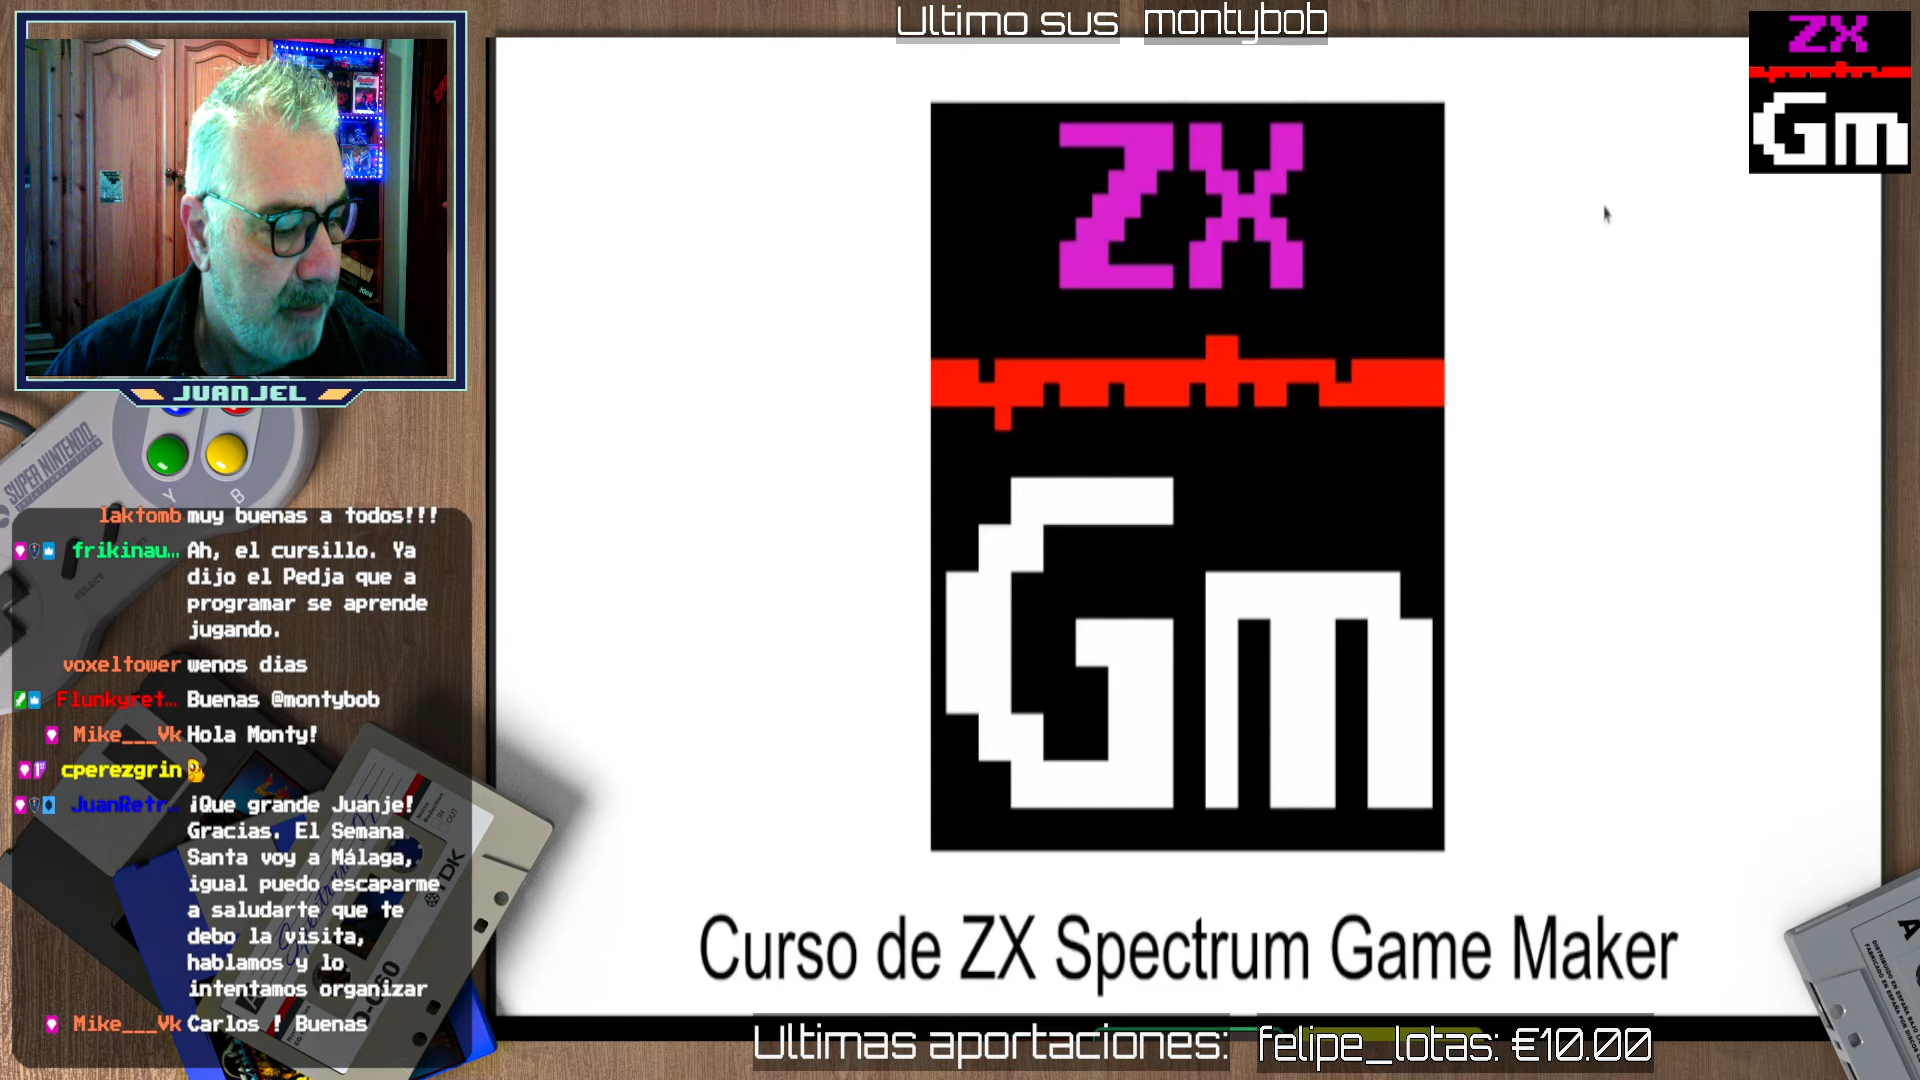 Ultimo sus montybob
ZX
Gm
ZX
Gm
JUANJEL
SUPER NINTENDO
Y
B
SELECT
laktomb muy buenas a todos!!!
frikinau... Ah, el cursillo. Ya
dijo el Pedja que a
programar se aprende
jugando.
voxeltower wenos dias
Flunkyret... Buenas @montybob
Mike___Vk Hola Monty!
cperezgrin
JuanRetr... ¡Que grande Juanje!
Gracias. El Semana
Santa voy a Málaga,
igual puedo escaparme
a saludarte que te
debo la visita,
hablamos y lo
intentamos organizar
Mike___Vk Carlos ! Buenas
TDK
Curso de ZX Spectrum Game Maker
Ultimas aportaciones: felipe_lotas: €10.00
A